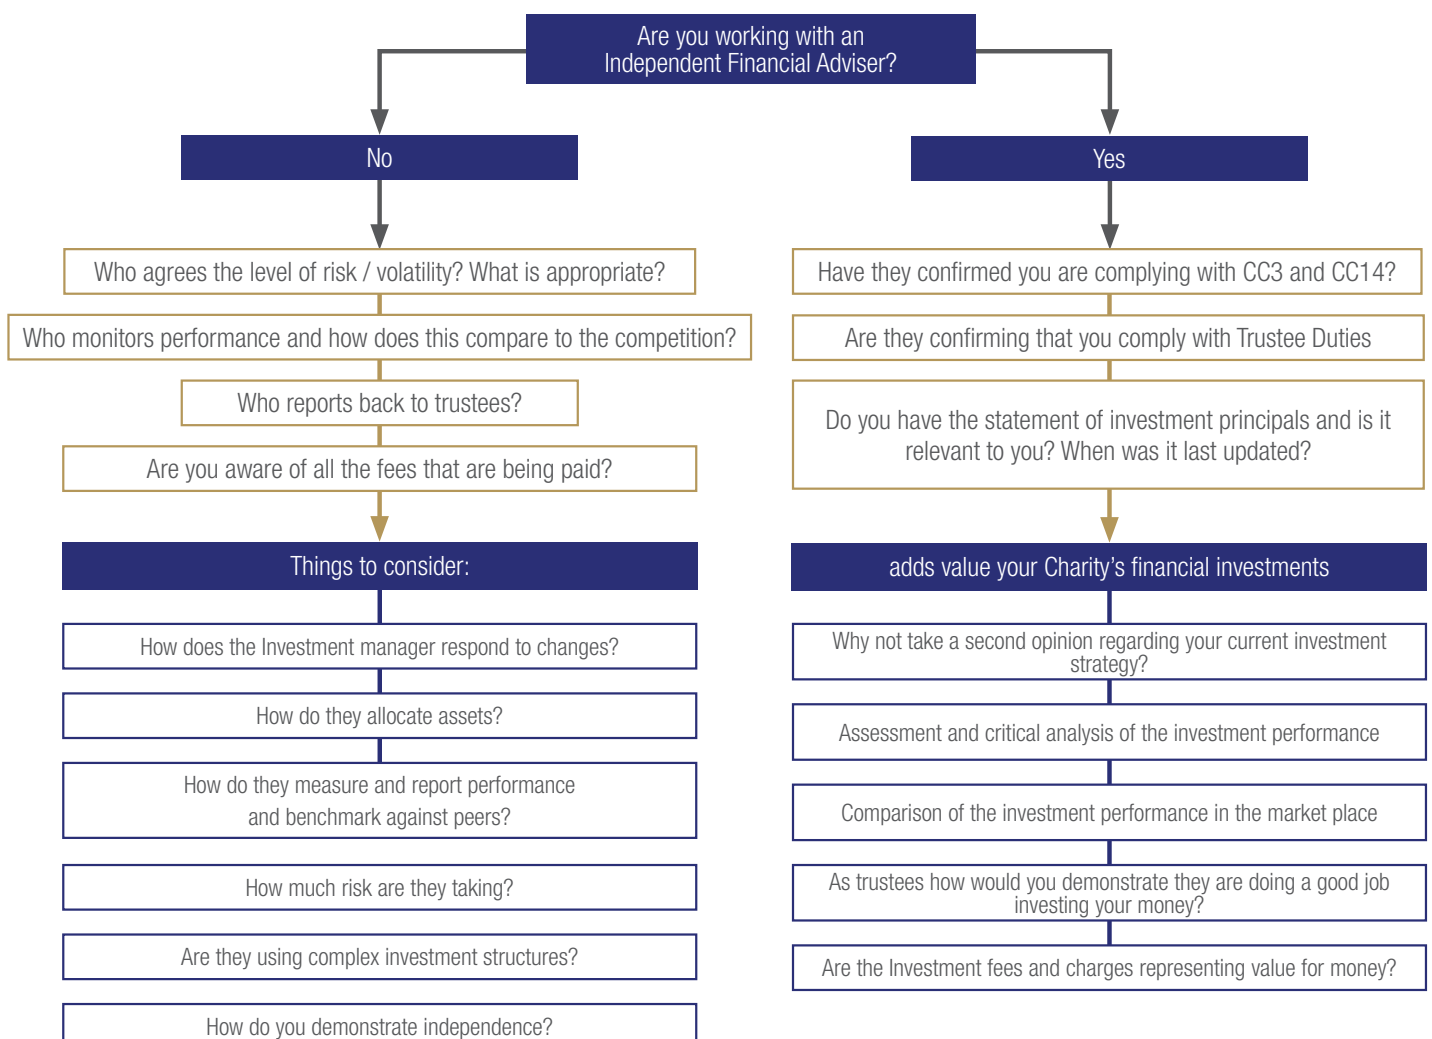 Are you working with an
Independent Financial Adviser?
No
Who agrees the level of risk / volatility? What is appropriate?
Who monitors performance and how does this compare to the competition?
Who reports back to trustees?
Are you aware of all the fees that are being paid?
Things to consider:
How does the Investment manager respond to changes?
How do they allocate assets?
How do they measure and report performance
and benchmark against peers?
How much risk are they taking?
Are they using complex investment structures?
How do you demonstrate independence?
Yes
Have they confirmed you are complying with CC3 and CC14?
Are they confirming that you comply with Trustee Duties
Do you have the statement of investment principals and is it
relevant to you? When was it last updated?
adds value your Charity’s financial investments
Why not take a second opinion regarding your current investment
strategy?
Assessment and critical analysis of the investment performance
Comparison of the investment performance in the market place
As trustees how would you demonstrate they are doing a good job
investing your money?
Are the Investment fees and charges representing value for money?